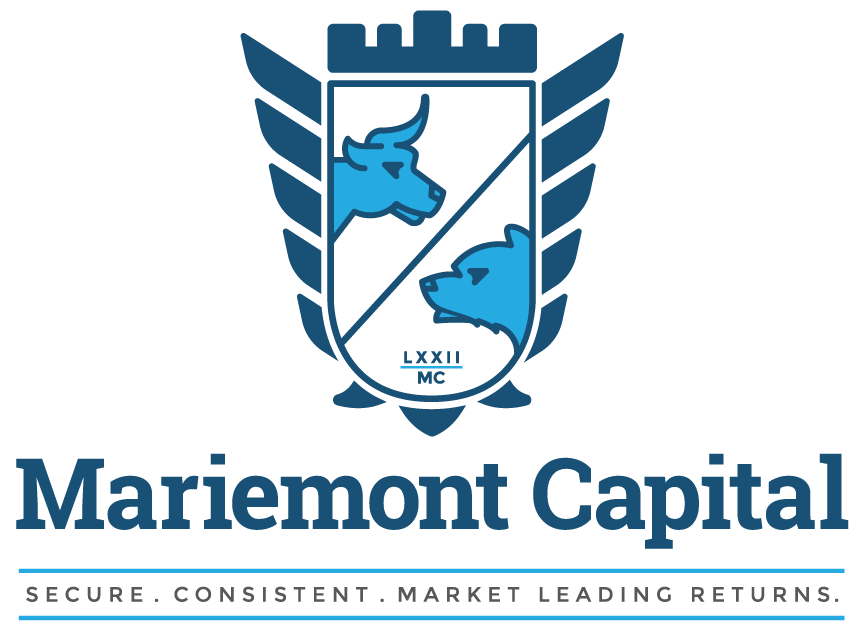 LXXII
MC
Mariemont Capital
SECURE. CONSISTENT. MARKET LEADING RETURNS.